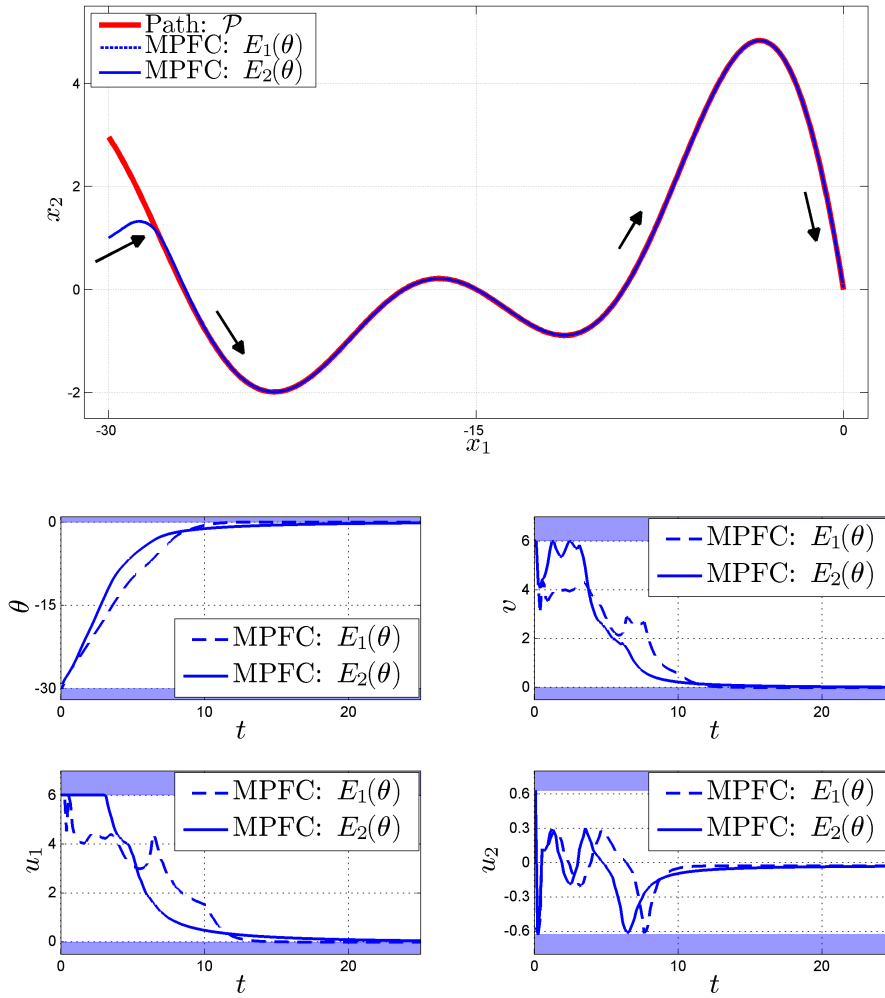 Path: 𝒫
MPFC: E₁(θ)
MPFC: E₂(θ)
4
2
0
-2
x₂
-30
-15
0
x₁
0
-15
-30
θ
MPFC: E₁(θ)
MPFC: E₂(θ)
0
10
20
t
6
4
2
0
v
MPFC: E₁(θ)
MPFC: E₂(θ)
0
10
20
t
6
4
2
0
u₁
MPFC: E₁(θ)
MPFC: E₂(θ)
0
10
20
t
0.6
0.3
0
-0.3
-0.6
u₂
MPFC: E₁(θ)
MPFC: E₂(θ)
0
10
20
t